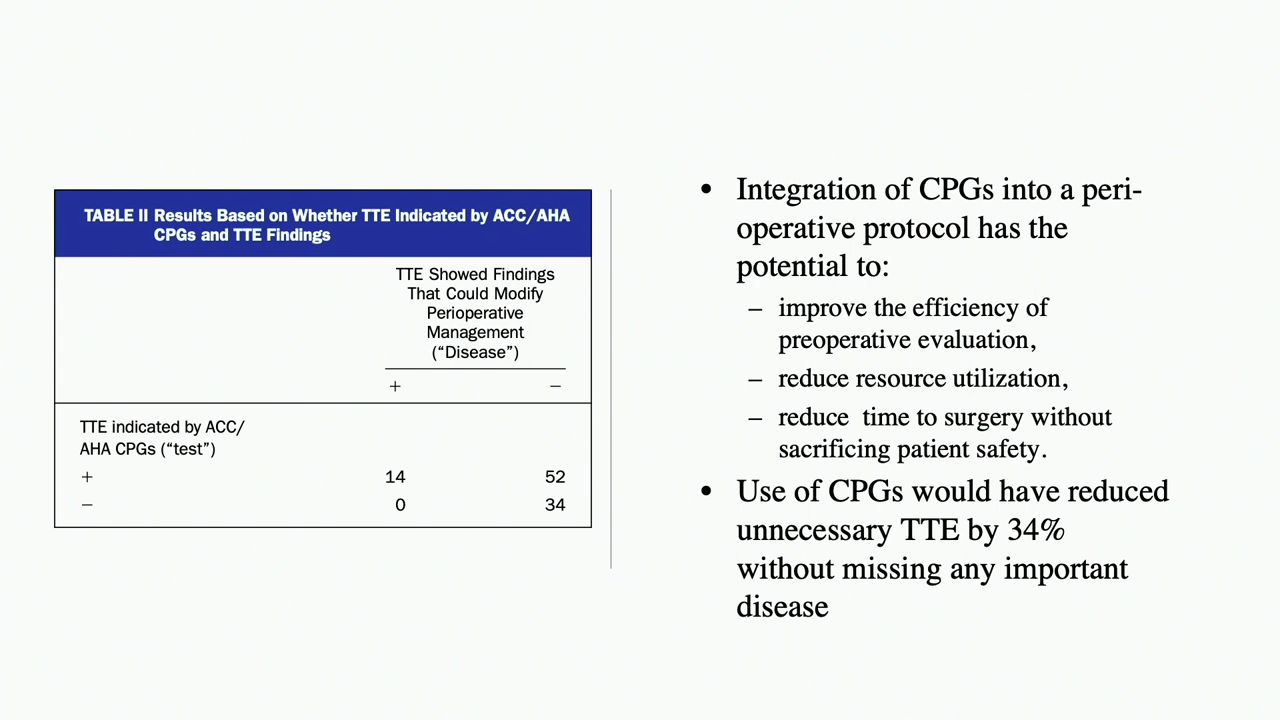 TABLE II Results Based on Whether TTE Indicated by ACC/AHA
CPGs and TTE Findings
TTE Showed Findings
That Could Modify
Perioperative
Management
(“Disease”)
+ −
TTE indicated by ACC/
AHA CPGs (“test”)
+ 14 52
− 0 34
• Integration of CPGs into a peri-
operative protocol has the
potential to:
– improve the efficiency of
preoperative evaluation,
– reduce resource utilization,
– reduce time to surgery without
sacrificing patient safety.
• Use of CPGs would have reduced
unnecessary TTE by 34%
without missing any important
disease